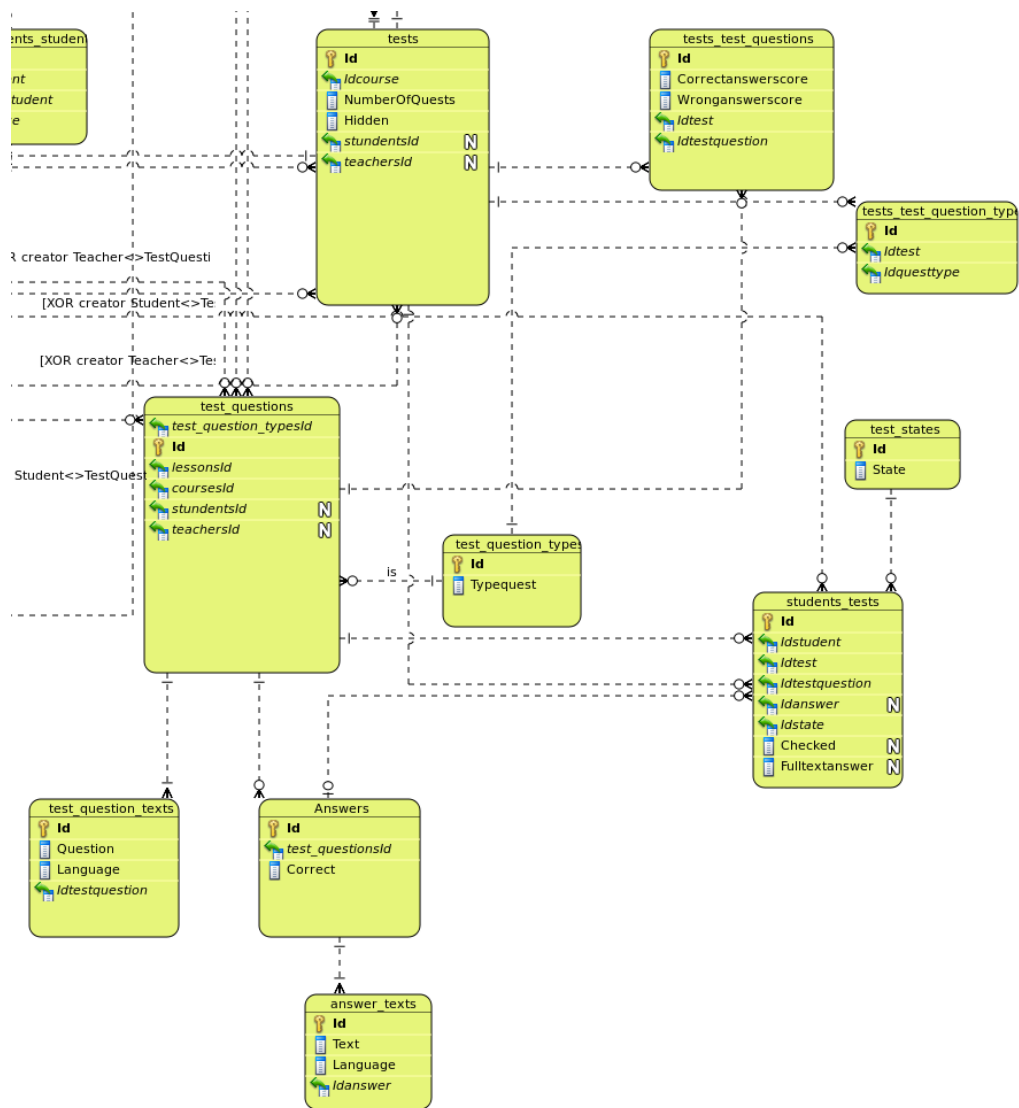 tests
Id
Idcourse
NumberOfQuests
Hidden
stundentsId N
teachersId N
tests_test_questions
Id
Correctanswerscore
Wronganswerscore
Idtest
Idtestquestion
tests_test_question_type
Id
Idtest
Idquesttype
R creator Teacher<>TestQuesti
[XOR creator Student<>Te
[XOR creator Teacher<>Te
Student<>TestQuest
test_questions
test_question_typesId
Id
lessonsId
coursesId
stundentsId N
teachersId N
is
test_question_types
Id
Typequest
test_states
Id
State
students_tests
Id
Idstudent
Idtest
Idtestquestion
Idanswer N
Idstate
Checked N
Fulltextanswer N
test_question_texts
Id
Question
Language
Idtestquestion
Answers
Id
test_questionsId
Correct
answer_texts
Id
Text
Language
Idanswer